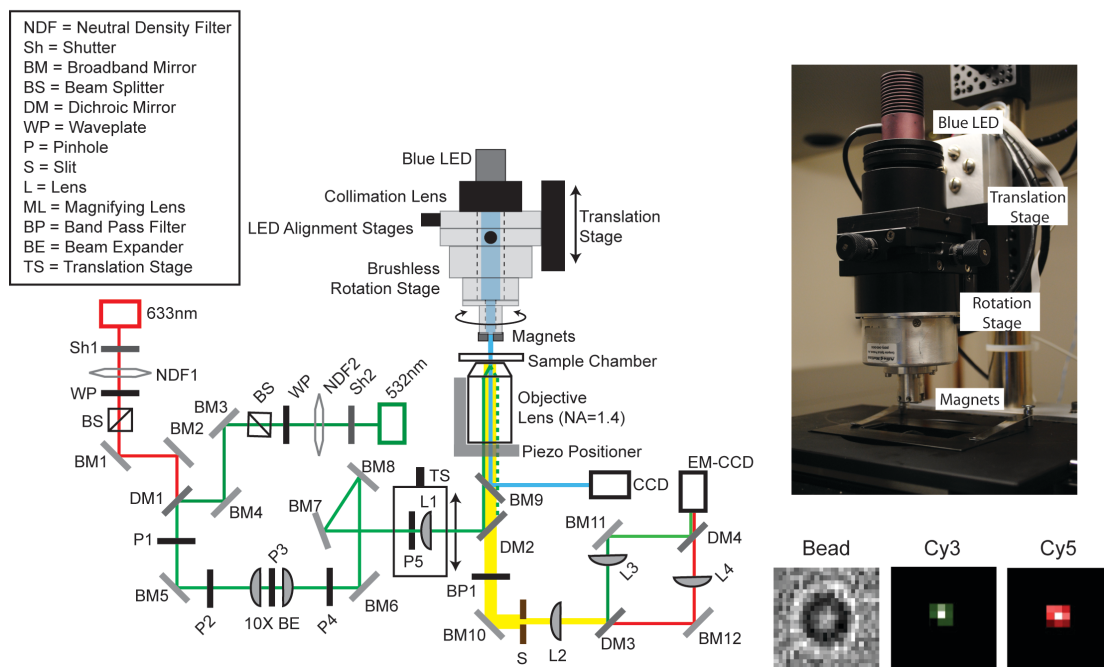 NDF = Neutral Density Filter
Sh = Shutter
BM = Broadband Mirror
BS = Beam Splitter
DM = Dichroic Mirror
WP = Waveplate
P = Pinhole
S = Slit
L = Lens
ML = Magnifying Lens
BP = Band Pass Filter
BE = Beam Expander
TS = Translation Stage
Blue LED
Collimation Lens
LED Alignment Stages
Translation
Stage
Brushless
Rotation Stage
Magnets
Sample Chamber
Objective
Lens (NA=1.4)
Piezo Positioner
633nm
Sh1
NDF1
WP
BS
BM1
BM2
BM3
BS
WP
NDF2
Sh2
532nm
DM1
BM4
P1
BM5
P2
P3
10X BE
P4
BM6
BM7
BM8
TS
L1
P5
BM9
DM2
CCD
EM-CCD
BM11
DM4
L3
L4
BP1
BM10
S
L2
DM3
BM12
Blue LED
Translation
Stage
Rotation
Stage
Magnets
Bead
Cy3
Cy5